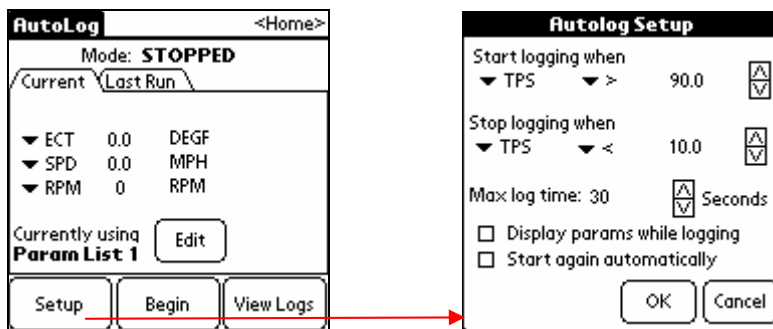 AutoLog <Home>
Mode: STOPPED
Current Last Run
ECT 0.0 DEGF
SPD 0.0 MPH
RPM 0 RPM
Currently using
Param List 1
Edit
Setup Begin View Logs
Autolog Setup
Start logging when
TPS > 90.0
Stop logging when
TPS < 10.0
Max log time: 30 Seconds
Display params while logging
Start again automatically
OK Cancel